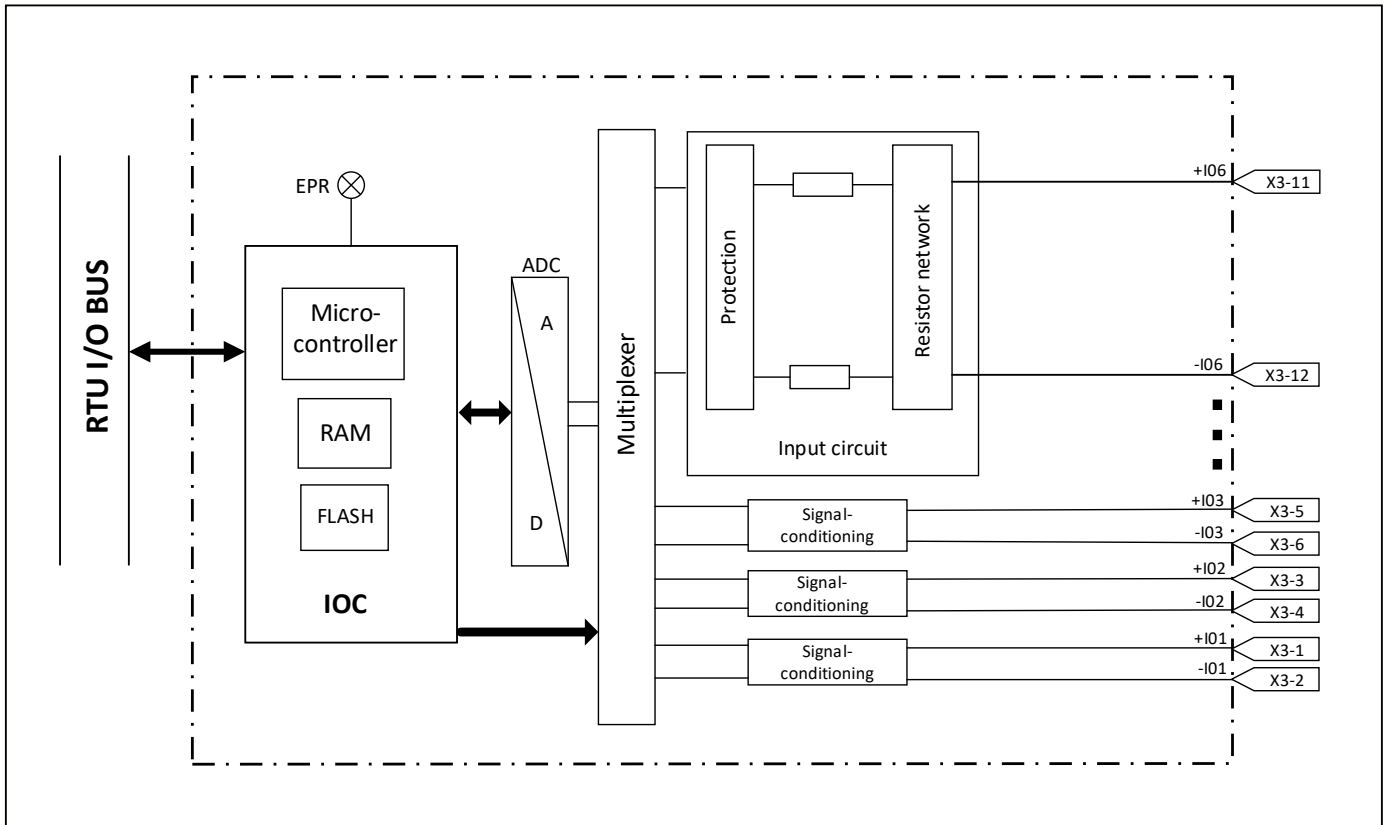 RTU I/O BUS
EPR
Micro-
controller
RAM
FLASH
IOC
ADC
A
D
Multiplexer
Protection
Resistor network
Input circuit
+I06
X3-11
-I06
X3-12
Signal-
conditioning
+I03
X3-5
-I03
X3-6
Signal-
conditioning
+I02
X3-3
-I02
X3-4
Signal-
conditioning
+I01
X3-1
-I01
X3-2